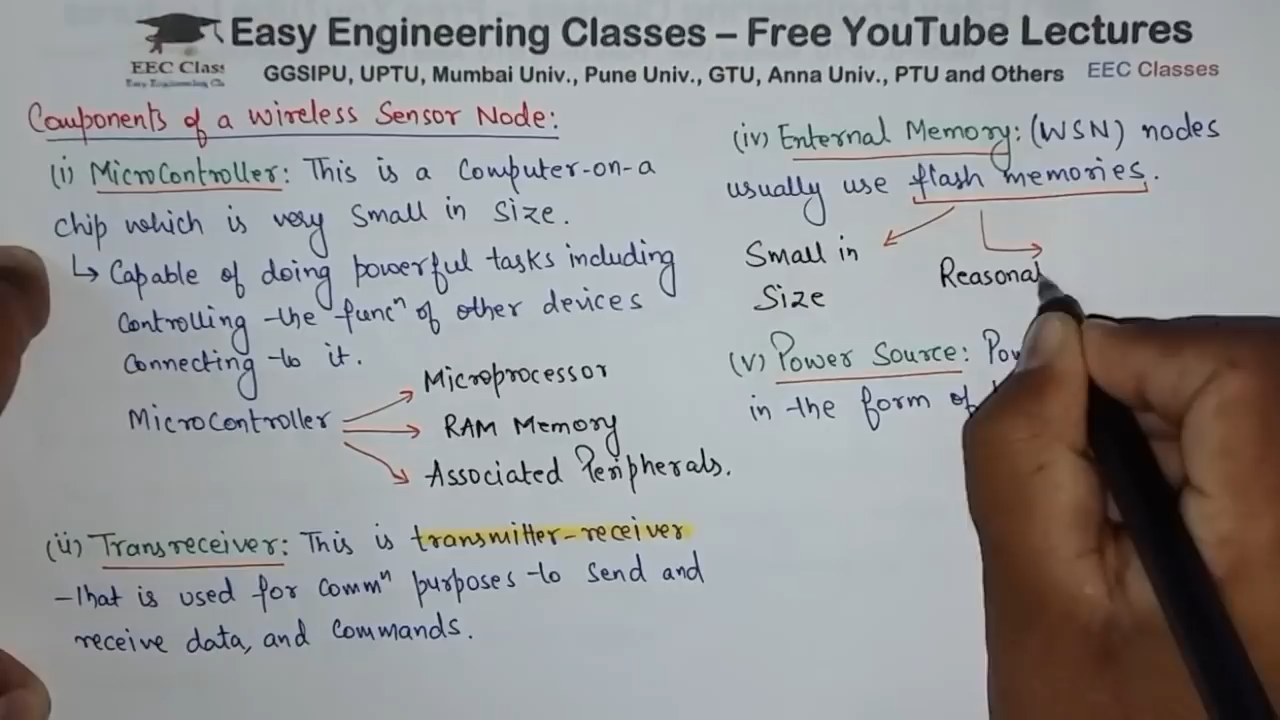 Easy Engineering Classes – Free YouTube Lectures
EEC Clas
GGSIPU, UPTU, Mumbai Univ., Pune Univ., GTU, Anna Univ., PTU and Others
EEC Classes
Components of a wireless Sensor Node:
(i) MicroController: This is a Computer-on-a
chip which is very small in size.
↳ Capable of doing powerful tasks including
controlling the funcⁿ of other devices
connecting to it.
MicroController
Microprocessor
RAM Memory
Associated Peripherals.
(ii) Transreceiver: This is transmitter-receiver
that is used for commⁿ purposes to send and
receive data, and commands.
(iv) External Memory: (WSN) nodes
usually use flash memories.
Small in
Size
Reasonal
(v) Power Source: Pow
in the form of